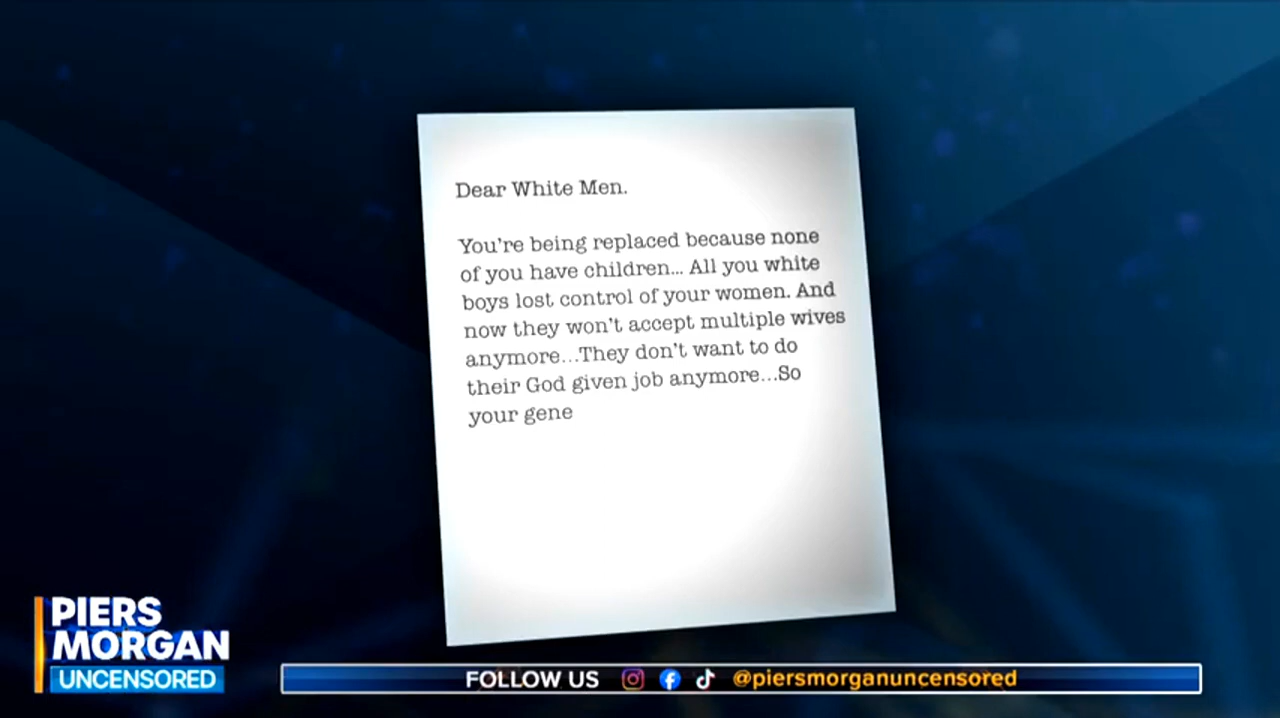 Dear White Men.
You're being replaced because none
of you have children... All you white
boys lost control of your women. And
now they won't accept multiple wives
anymore...They don't want to do
their God given job anymore...So
your gene
PIERS
MORGAN
UNCENSORED
FOLLOW US @piersmorganuncensored